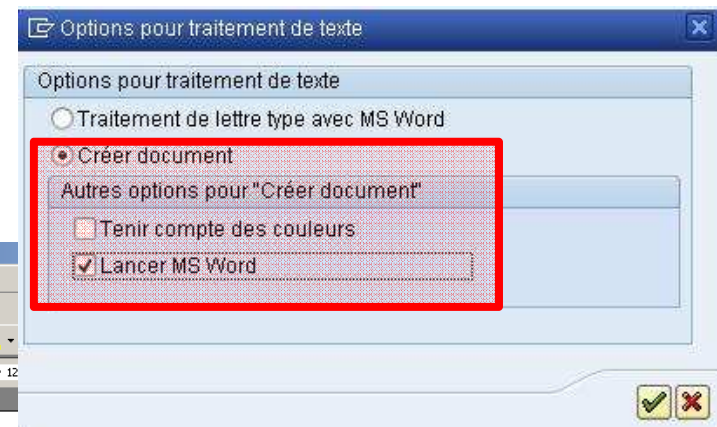 Options pour traitement de texte
Options pour traitement de texte
Traitement de lettre type avec MS Word
Créer document
Autres options pour "Créer document"
Tenir compte des couleurs
Lancer MS Word
12